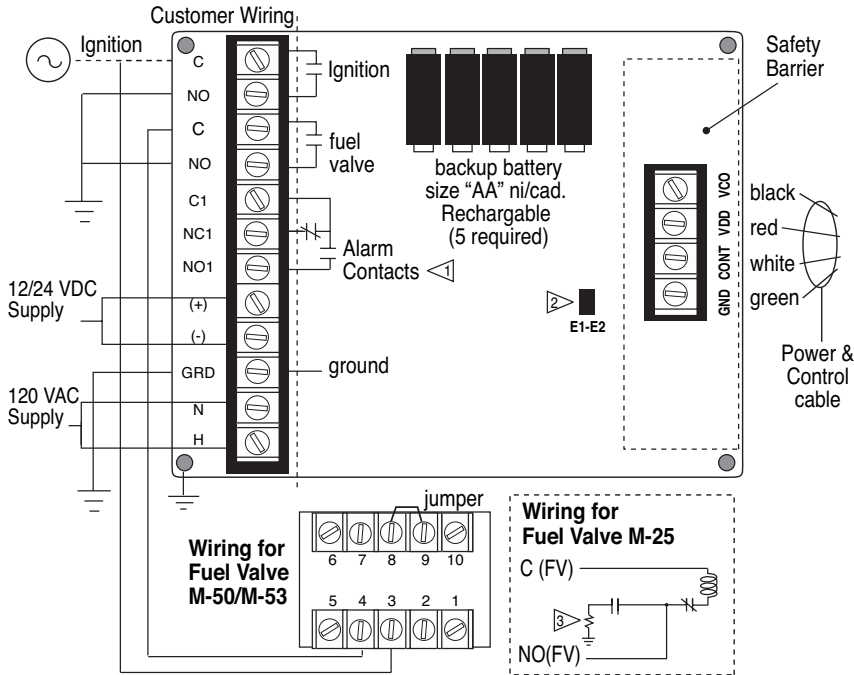 Customer Wiring
Ignition
C
NO
C
NO
C1
NC1
NO1
(+)
(-)
GRD
N
H
12/24 VDC
Supply
120 VAC
Supply
Ignition
fuel
valve
Alarm
Contacts
1
ground
backup battery
size “AA” ni/cad.
Rechargable
(5 required)
2
E1-E2
Safety
Barrier
VCO
VDD
CONT
GND
black
red
white
green
Power &
Control
cable
Wiring for
Fuel Valve
M-50/M-53
jumper
6 7 8 9 10
5 4 3 2 1
Wiring for
Fuel Valve M-25
C (FV)
3
NO(FV)